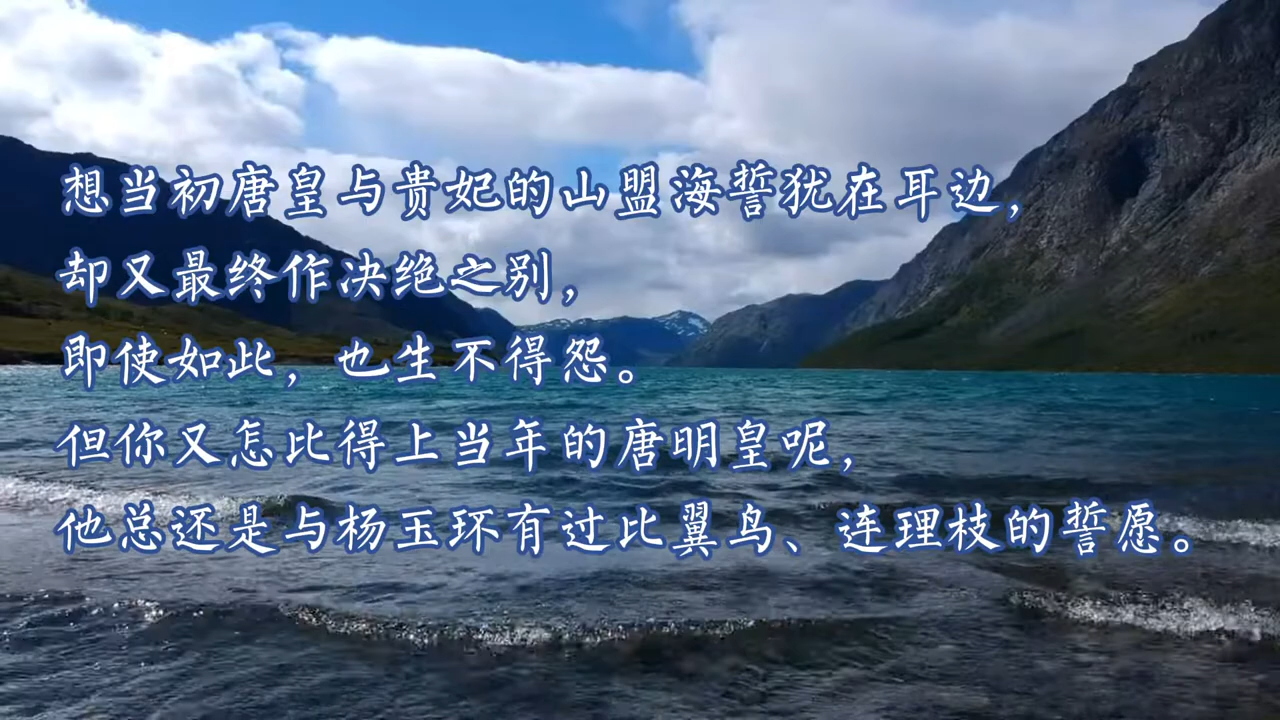 想当初唐皇与贵妃的山盟海誓犹在耳边，
却又最终作决绝之别，
即使如此，也生不得怨。
但你又怎比得上当年的唐明皇呢，
他总还是与杨玉环有过比翼鸟、连理枝的誓愿。